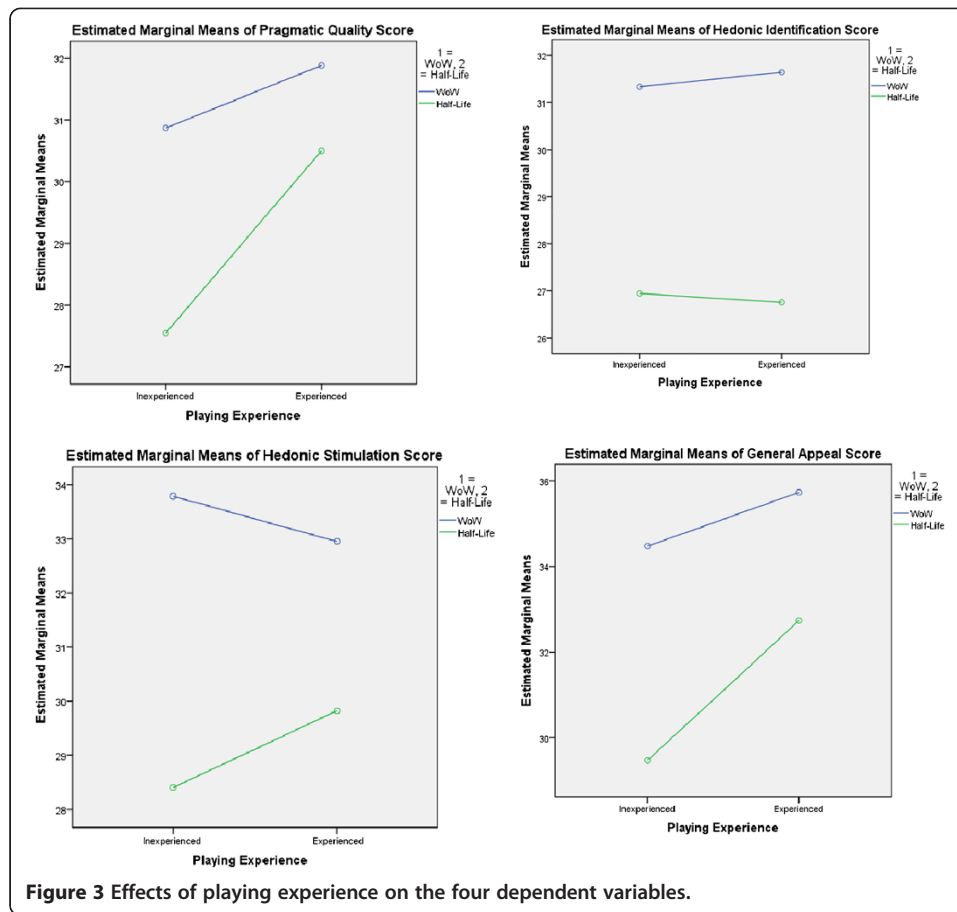 Estimated Marginal Means of Pragmatic Quality Score
1 =
WoW, 2
= Half-Life
WoW
Half-Life
Estimated Marginal Means
32
31
30
29
28
27
Inexperienced
Experienced
Playing Experience
Estimated Marginal Means of Hedonic Identification Score
1 =
WoW, 2
= Half-Life
WoW
Half-Life
Estimated Marginal Means
32
31
30
29
28
27
26
Inexperienced
Experienced
Playing Experience
Estimated Marginal Means of Hedonic Stimulation Score
1 =
WoW, 2
= Half-Life
WoW
Half-Life
Estimated Marginal Means
34
33
32
31
30
29
28
Inexperienced
Experienced
Playing Experience
Estimated Marginal Means of General Appeal Score
1 =
WoW, 2
= Half-Life
WoW
Half-Life
Estimated Marginal Means
36
34
32
30
Inexperienced
Experienced
Playing Experience
Figure 3 Effects of playing experience on the four dependent variables.